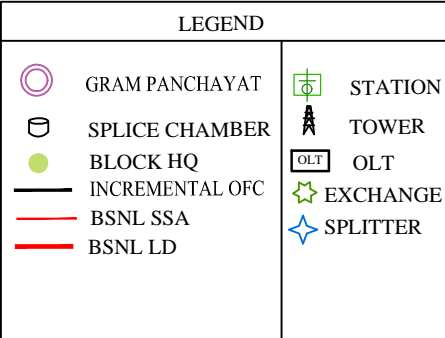 LEGEND
GRAM PANCHAYAT
SPLICE CHAMBER
BLOCK HQ
INCREMENTAL OFC
BSNL SSA
BSNL LD
STATION
TOWER
OLT OLT
EXCHANGE
SPLITTER